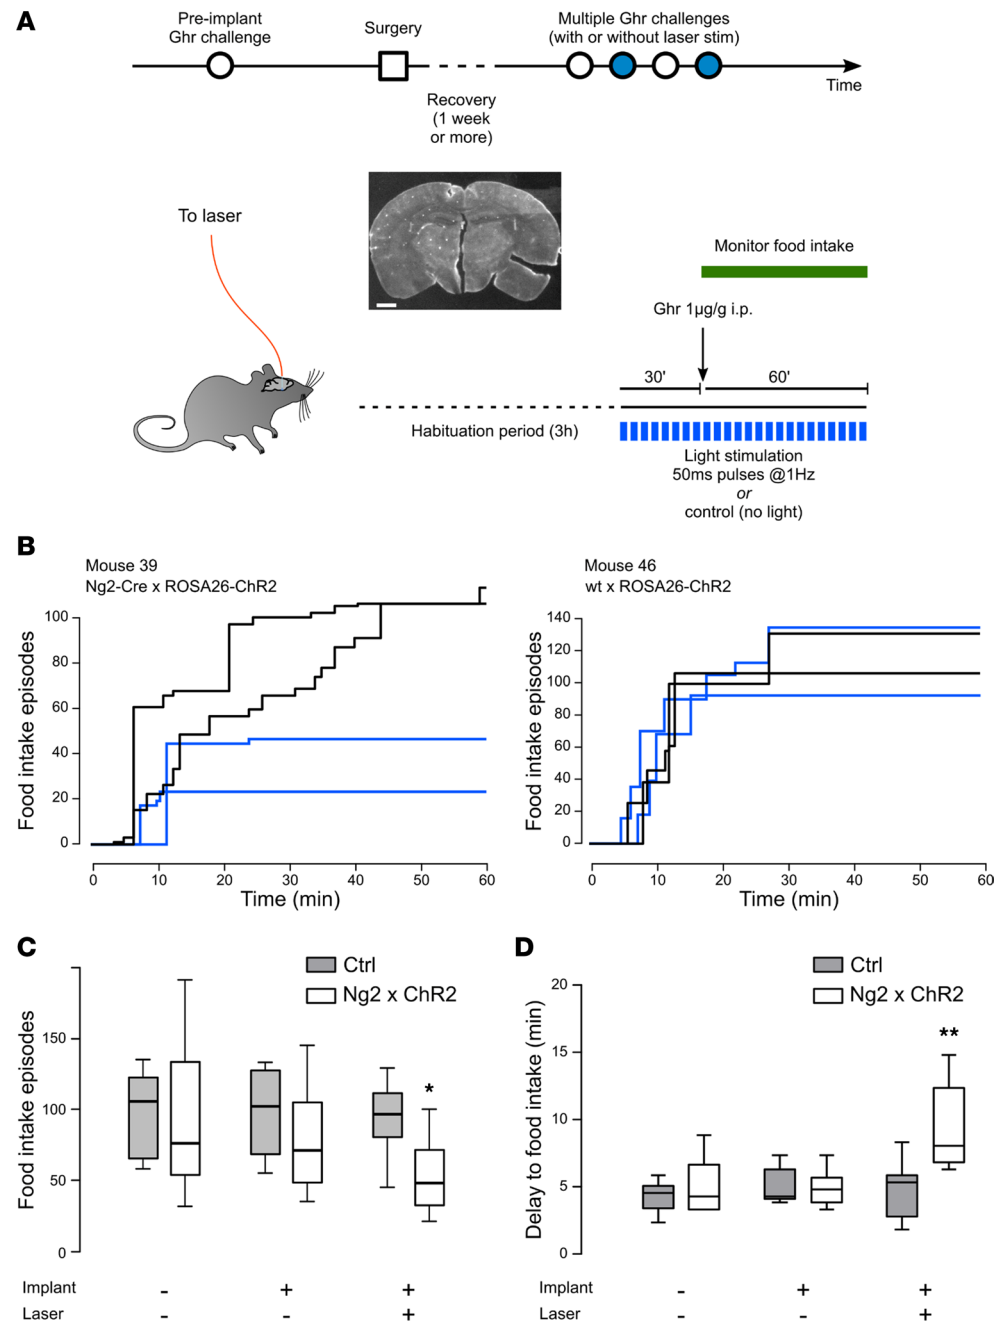 A
Pre-implant
Ghr challenge
Surgery
Multiple Ghr challenges
(with or without laser stim)
Time
Recovery
(1 week
or more)
To laser
Monitor food intake
Ghr 1µg/g i.p.
30'
60'
Habituation period (3h)
Light stimulation
50ms pulses @1Hz
or
control (no light)
B
Mouse 39
Ng2-Cre x ROSA26-ChR2
Food intake episodes
100
80
60
40
20
0
0 10 20 30 40 50 60
Time (min)
Mouse 46
wt x ROSA26-ChR2
Food intake episodes
140
120
100
80
60
40
20
0
0 10 20 30 40 50 60
Time (min)
C
Ctrl
Ng2 x ChR2
Food intake episodes
150
100
50
0
*
Implant - + +
Laser - - +
D
Ctrl
Ng2 x ChR2
Delay to food intake (min)
20
15
10
5
0
**
Implant - + +
Laser - - +